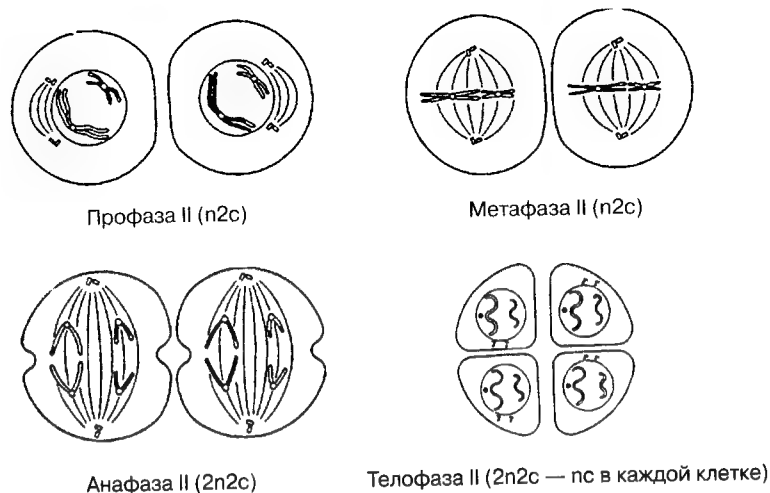 Профаза II (n2c)
Метафаза II (n2c)
Анафаза II (2n2c)
Телофаза II (2n2c — nc в каждой клетке)